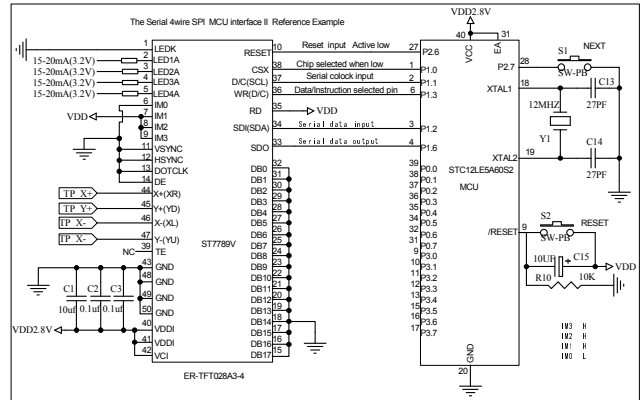 The Serial 4wire SPI MCU interface II Reference Example
VDD2.8V
40
31
VCC
EA
1 LEDK
15-20mA(3.2V) 2 LED1A
15-20mA(3.2V) 3 LED2A
15-20mA(3.2V) 4 LED3A
15-20mA(3.2V) 5 LED4A
6 IM0
VDD 7 IM1
8 IM2
9 IM3
11 VSYNC
12 HSYNC
13 DOTCLK
14 DE
TP X+ 44 X+(XR)
TP Y+ 45 Y+(YD)
TP X- 46 X-(XL)
TP X- 47 Y-(YU)
NC 39 TE
43 GND
48 GND
49 GND
50 GND
C1 C2 C3
10uf 0.1uf 0.1uf
VDD2.8V 40 VDDI
41 VDDI
42 VCI
ST7789V
ER-TFT028A3-4
RESET 10 Reset input Active low 27 P2.6
CSX 38 Chip selected when low 1 P1.0
D/C(SCL) 37 Serial colock input 2 P1.1
WR(D/C) 36 Data/Instruction selected pin 6 P1.3
RD 35 VDD
SDI(SDA) 34 Serial data input 3 P1.2
SDO 33 Serial data output 4 P1.6
DB0 32
DB1 31
DB2 30
DB3 29
DB4 28
DB5 27
DB6 26
DB7 25
DB8 24
DB9 23
DB10 22
DB11 21
DB12 20
DB13 19
DB14 18
DB15 17
DB16 16
DB17 15
39 P0.0
38 P0.1
37 P0.2
36 P0.3
35 P0.4
34 P0.5
32 P0.6
31 P0.7
9 P3.0
10 P3.1
11 P3.2
12 P3.2
13 P3.4
14 P3.5
15 P3.6
16 P3.7
17
STC12LE5A60S2
MCU
GND
20
P2.7 28
S1 NEXT
SW-PB
XTAL1 18
C13
27PF
12MHZ
Y1
XTAL2 19
C14
27PF
/RESET 9
S2 RESET
SW-PB
10UF + C15
VDD
R10 10K
IM3 H
IM2 H
IM1 H
IM0 L